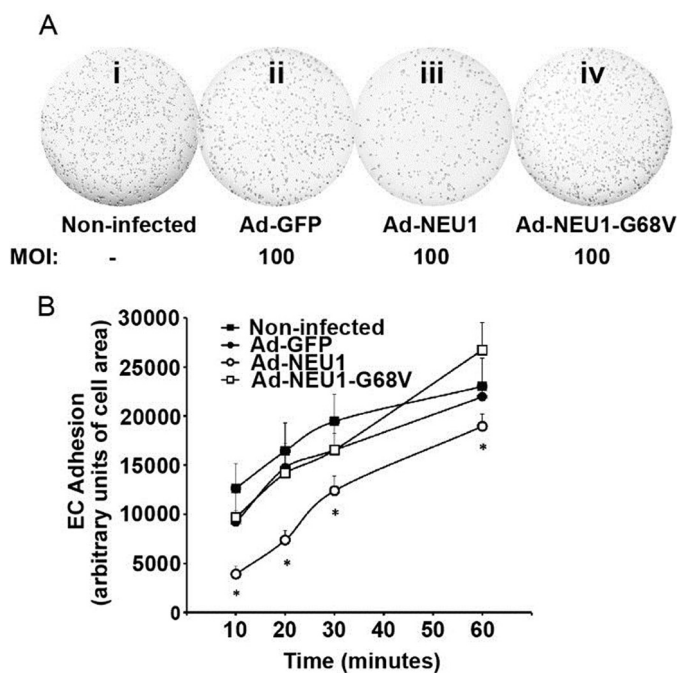 A
i ii iii iv
Non-infected Ad-GFP Ad-NEU1 Ad-NEU1-G68V
MOI: - 100 100 100
B
EC Adhesion
(arbitrary units of cell area)
30000
25000
20000
15000
10000
5000
0
Non-infected
Ad-GFP
Ad-NEU1
Ad-NEU1-G68V
*
*
*
*
10 20 30 40 50 60
Time (minutes)